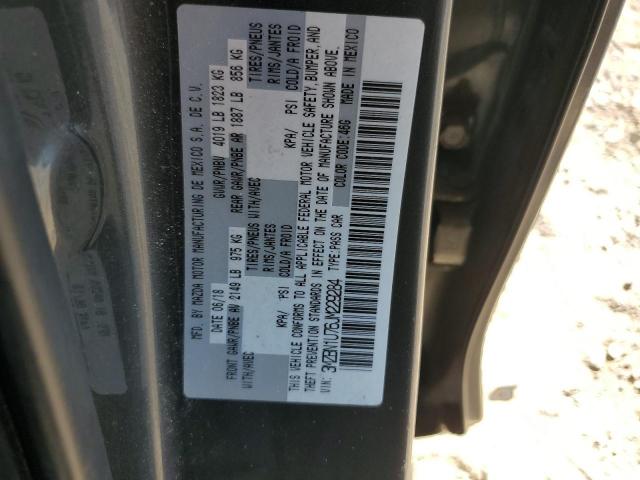 MFD. BY MAZDA MOTOR MANUFACTURING DE MEXICO S.A. DE C.V.
DATE 06/18 GVWR/PNBV 4019 LB 1823 KG
FRONT GAWR/PNBE AV 2149 LB 975 KG REAR GAWR/PNBE AR 1887 LB 856 KG
WITH/AVEC TIRES/PNEUS WITH/AVEC TIRES/PNEUS
RIMS/JANTES RIMS/JANTES
KPA/ PSI COLD/A FROID KPA/ PSI COLD/A FROID
THIS VEHICLE CONFORMS TO ALL APPLICABLE FEDERAL MOTOR VEHICLE SAFETY, BUMPER, AND
THEFT PREVENTION STANDARDS IN EFFECT ON THE DATE OF MANUFACTURE SHOWN ABOVE.
VIN: 3MZBN1U76JM229284 TYPE:PASS CAR COLOR CODE:46G MADE IN MEXICO